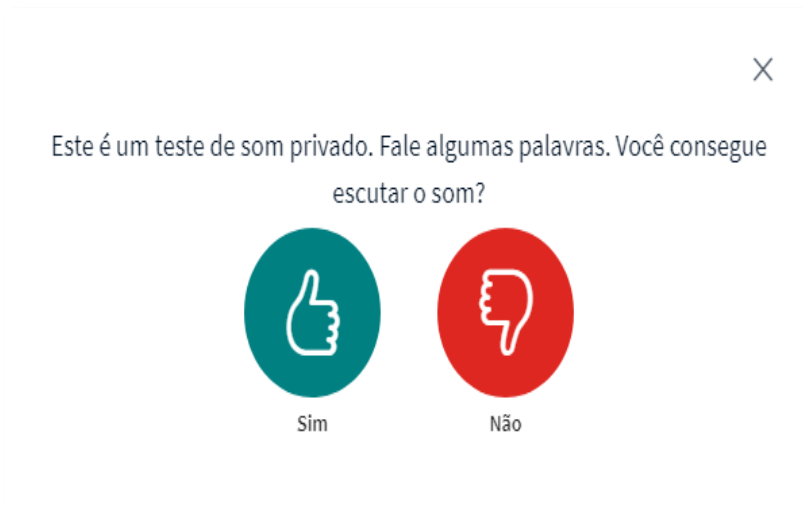 Este é um teste de som privado. Fale algumas palavras. Você consegue
escutar o som?
Sim
Não